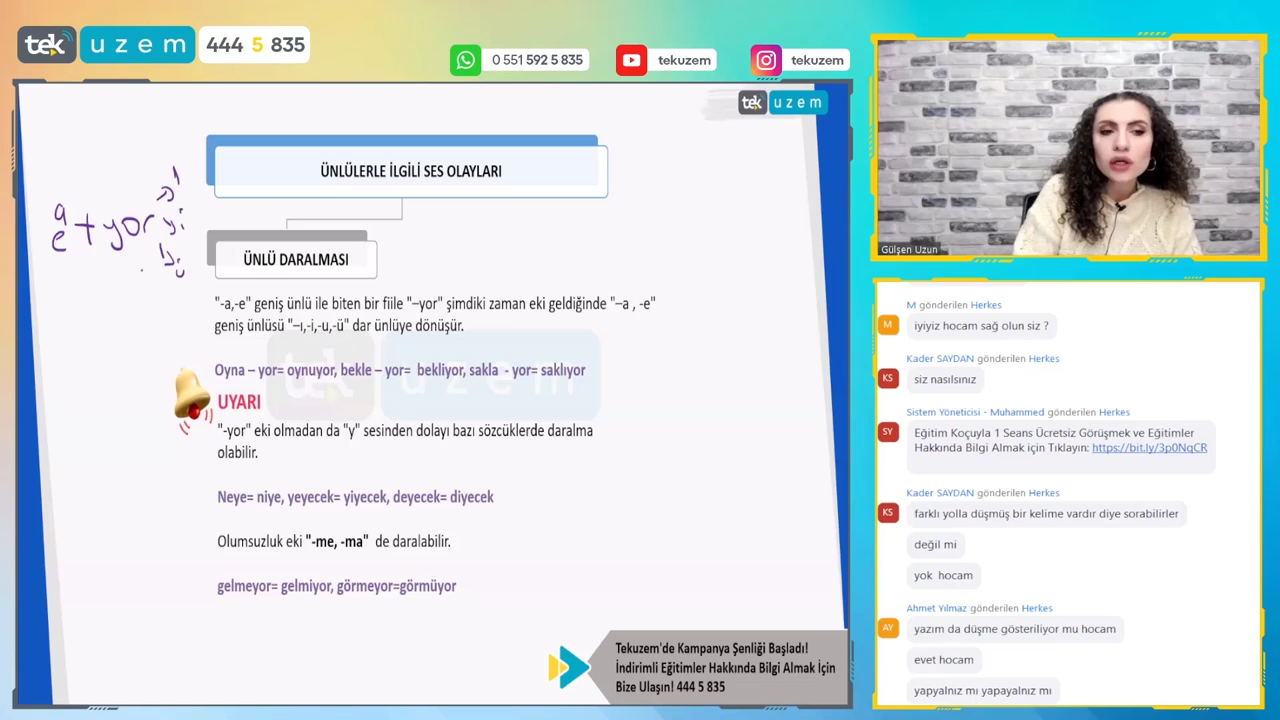 tek uzem 444 5 835
0 551 592 5 835
tekuzem
tekuzem
tek uzem
ÜNLÜLERLE İLGİLİ SES OLAYLARI
a
e + yor
ÜNLÜ DARALMASI
"-a,-e" geniş ünlü ile biten bir fiile "–yor" şimdiki zaman eki geldiğinde "–a , -e"
geniş ünlüsü "–ı,-i,-u,-ü" dar ünlüye dönüşür.
Oyna – yor= oynuyor, bekle – yor= bekliyor, sakla - yor= saklıyor
UYARI
"-yor" eki olmadan da "y" sesinden dolayı bazı sözcüklerde daralma
olabilir.
Neye= niye, yeyecek= yiyecek, deyecek= diyecek
Olumsuzluk eki "-me, -ma" de daralabilir.
gelmeyor= gelmiyor, görmeyor=görmüyor
Tekuzem'de Kampanya Şenliği Başladı!
İndirimli Eğitimler Hakkında Bilgi Almak İçin
Bize Ulaşın! 444 5 835
Gülşen Uzun
M gönderilen Herkes
M
iyiyiz hocam sağ olun siz ?
Kader SAYDAN gönderilen Herkes
KS
siz nasılsınız
Sistem Yöneticisi - Muhammed gönderilen Herkes
SY
Eğitim Koçuyla 1 Seans Ücretsiz Görüşmek ve Eğitimler
Hakkında Bilgi Almak için Tıklayın: https://bit.ly/3p0NqCR
Kader SAYDAN gönderilen Herkes
KS
farklı yolla düşmüş bir kelime vardır diye sorabilirler
değil mi
yok hocam
Ahmet Yılmaz gönderilen Herkes
AY
yazım da düşme gösteriliyor mu hocam
evet hocam
yapyalnız mı yapayalnız mı